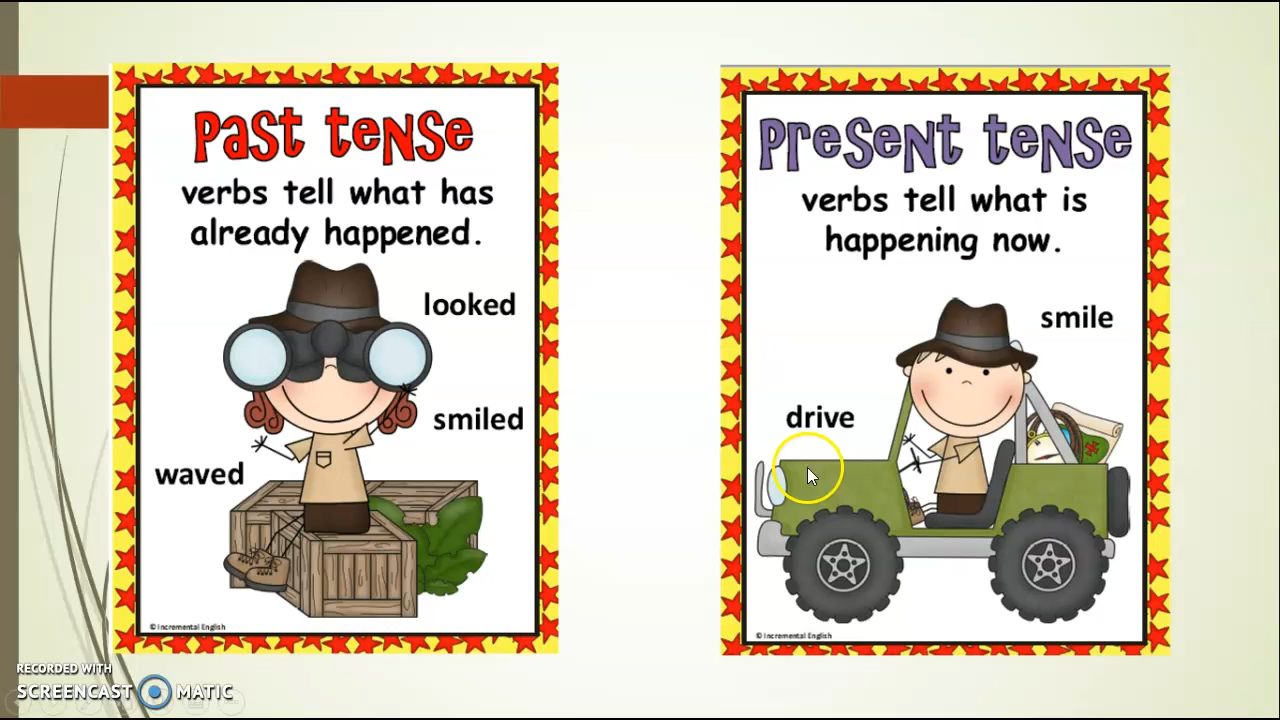 past tense
verbs tell what has
already happened.
looked
smiled
waved
© Incremental English
present tense
verbs tell what is
happening now.
smile
drive
© Incremental English
RECORDED WITH
SCREENCAST MATIC